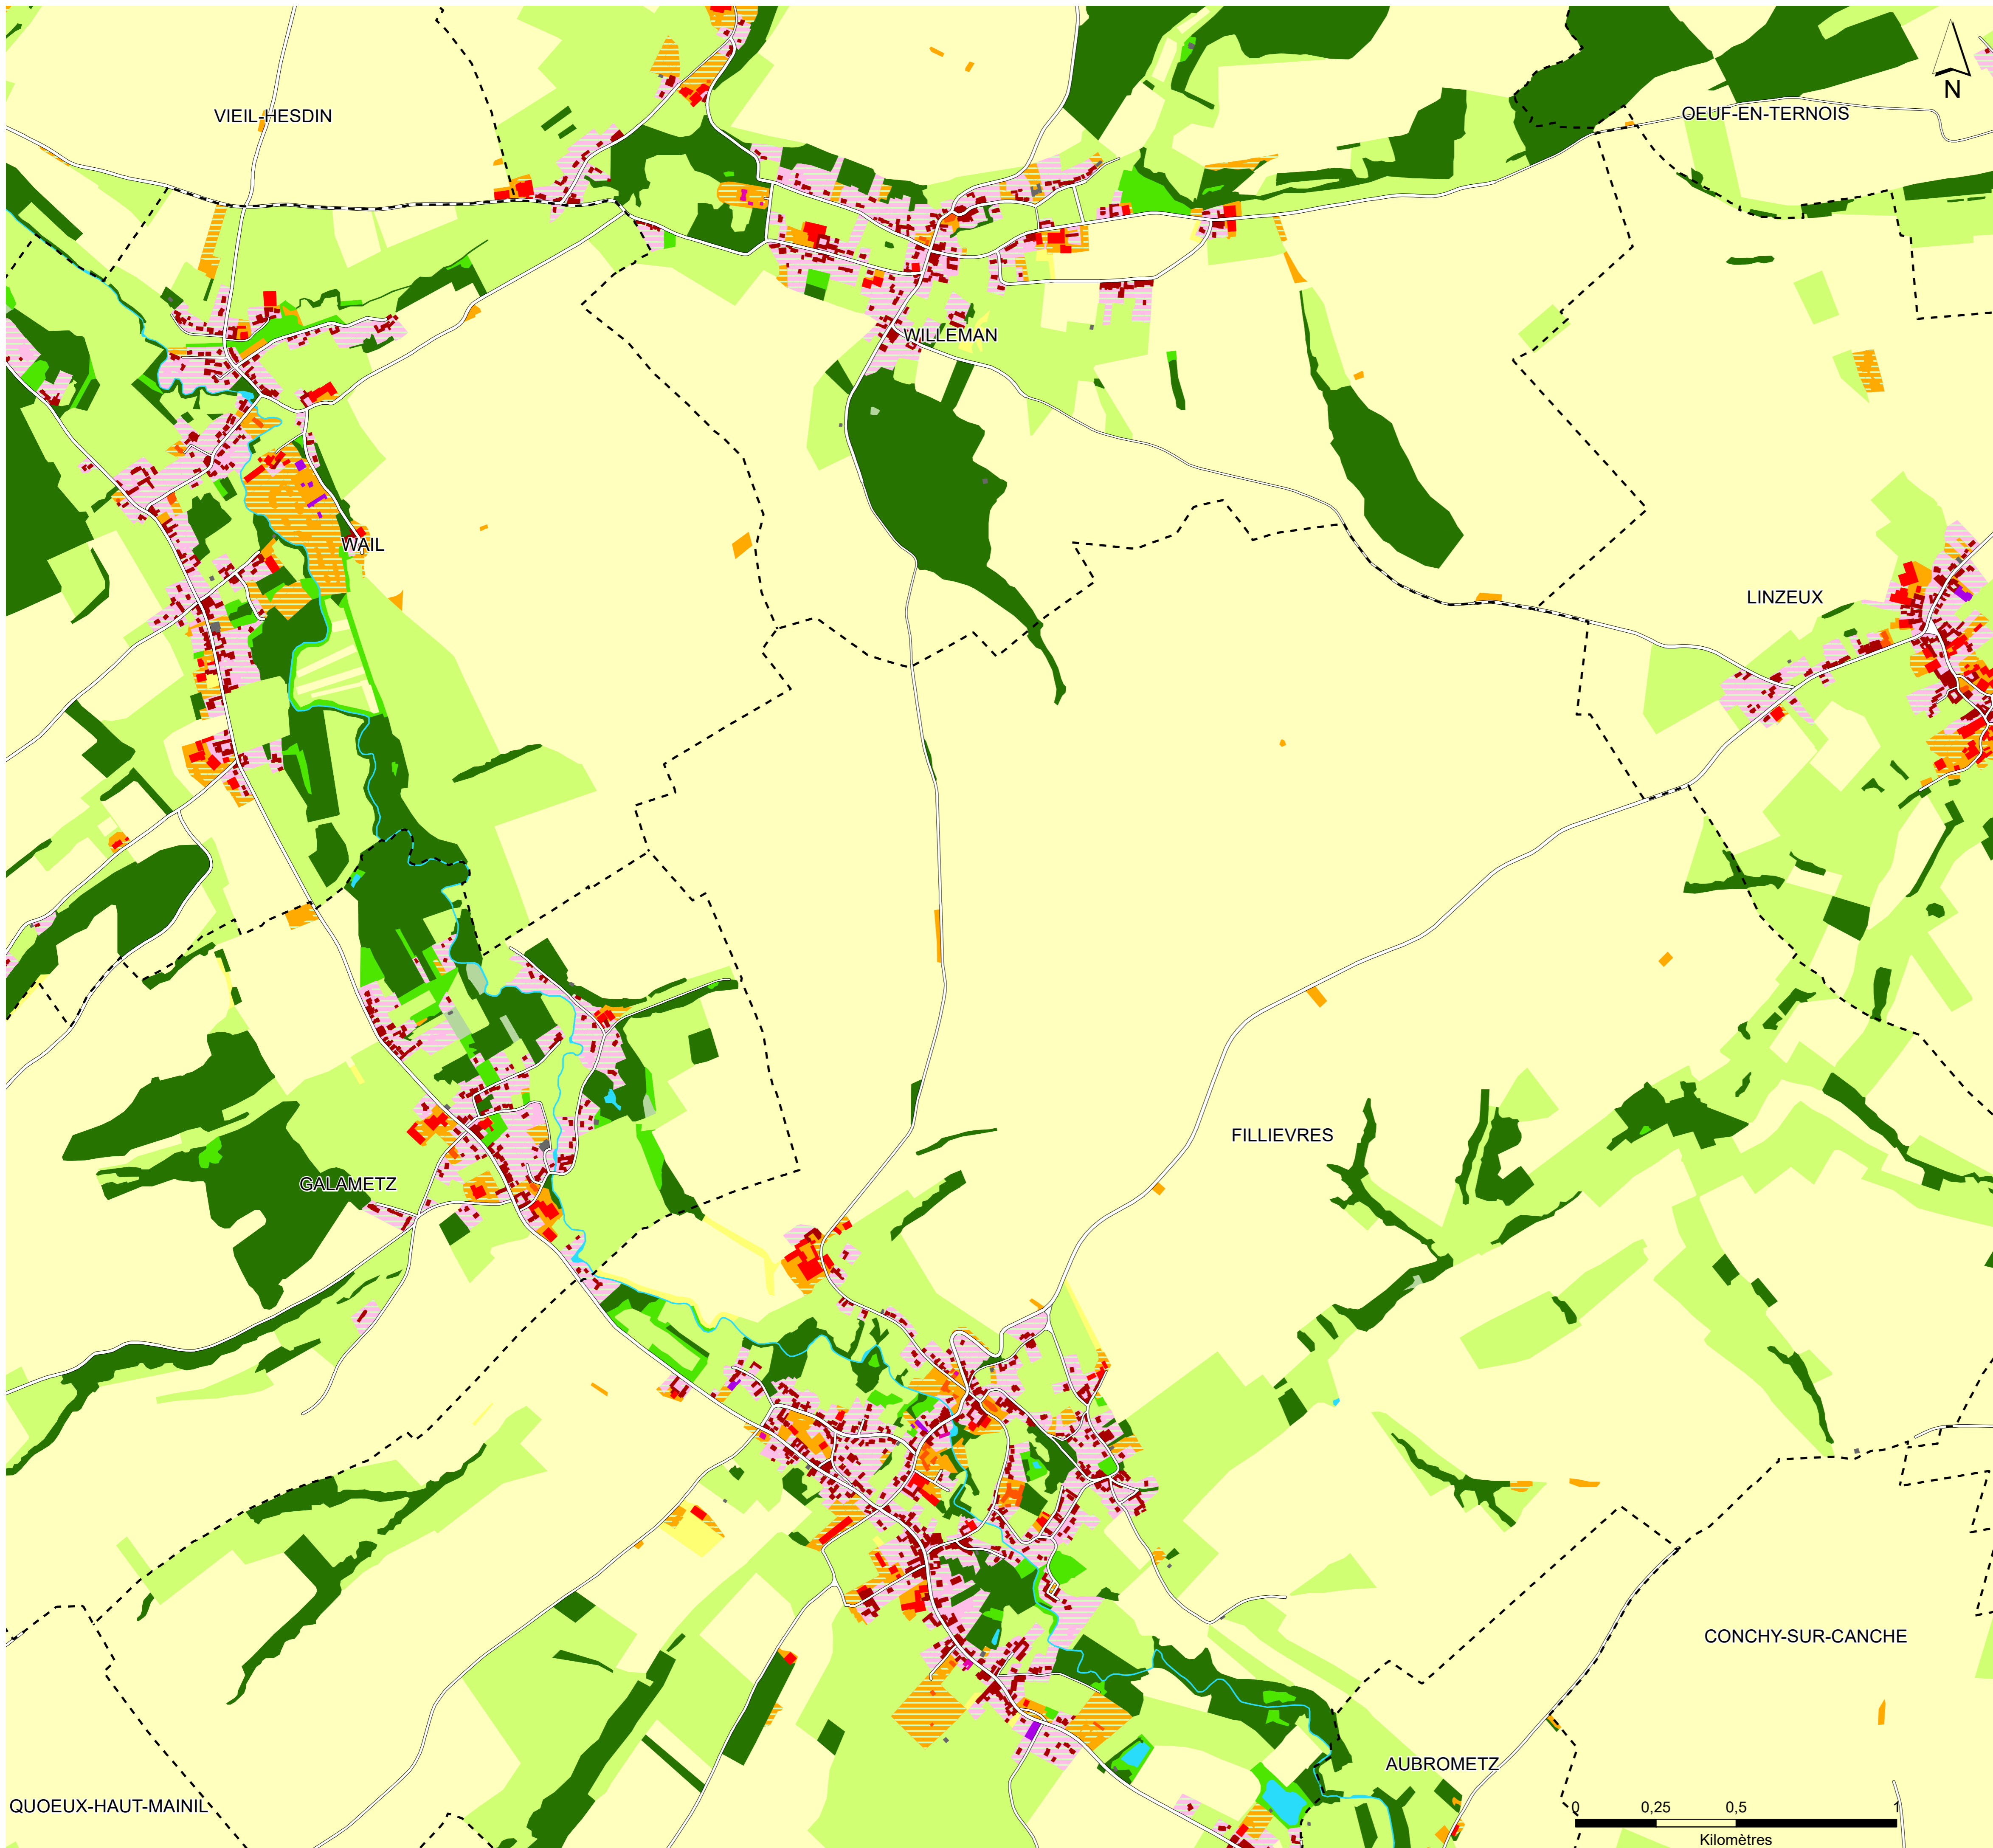 VIEIL-HESDIN
OEUF-EN-TERNOIS
N
WILLEMAN
WAIL
LINZEUX
FILLIEVRES
GALAMETZ
CONCHY-SUR-CANCHE
AUBROMETZ
QUOEUX-HAUT-MAINIL
0 0,25 0,5 1
Kilomètres